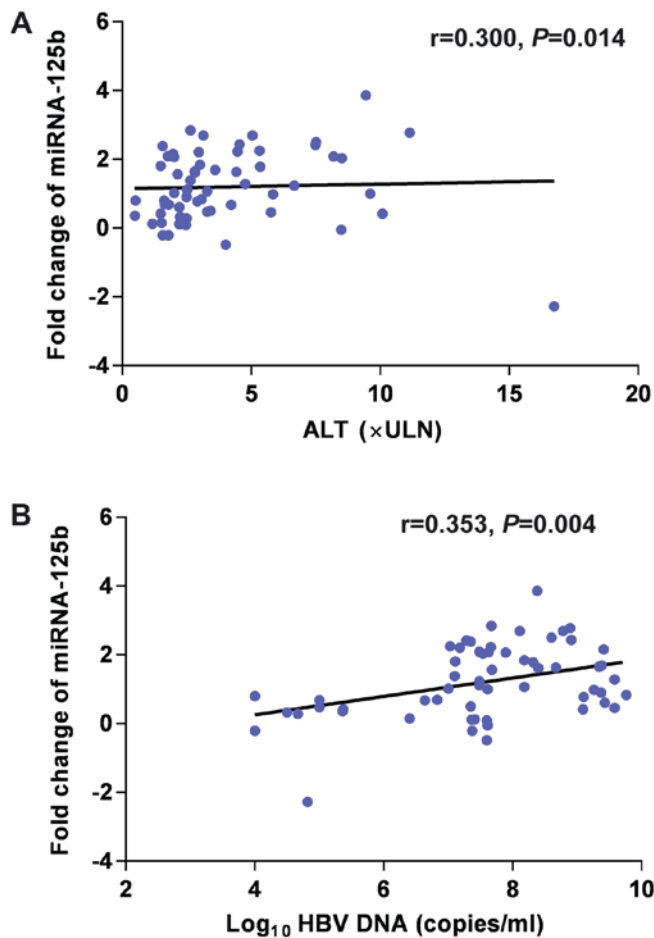 A
r=0.300, P=0.014
Fold change of miRNA-125b
6
4
2
0
-2
-4
0
5
10
15
20
ALT (×ULN)
B
r=0.353, P=0.004
Fold change of miRNA-125b
6
4
2
0
-2
-4
2
4
6
8
10
Log₁₀ HBV DNA (copies/ml)